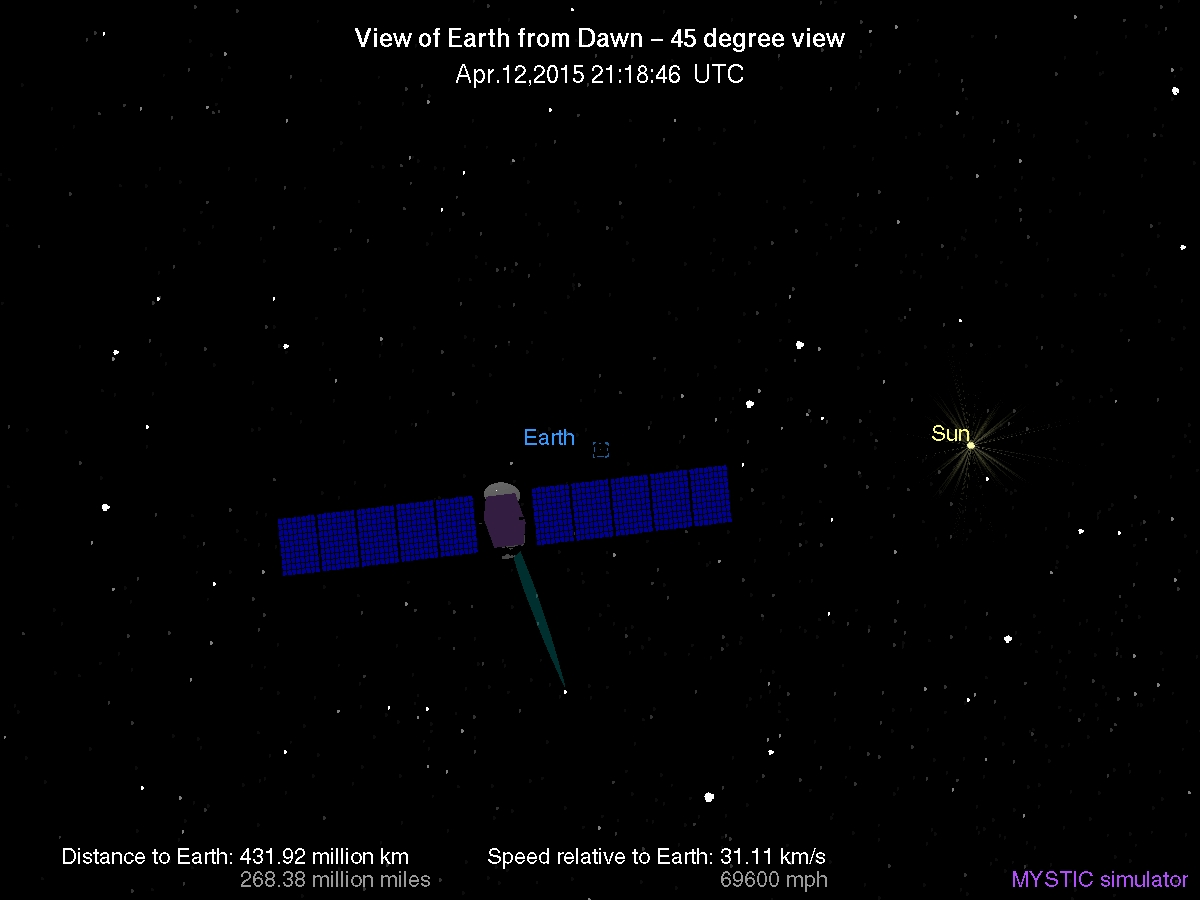 View of Earth from Dawn – 45 degree view
Apr.12,2015 21:18:46 UTC
Earth
Sun
Distance to Earth: 431.92 million km
268.38 million miles
Speed relative to Earth: 31.11 km/s
69600 mph
MYSTIC simulator